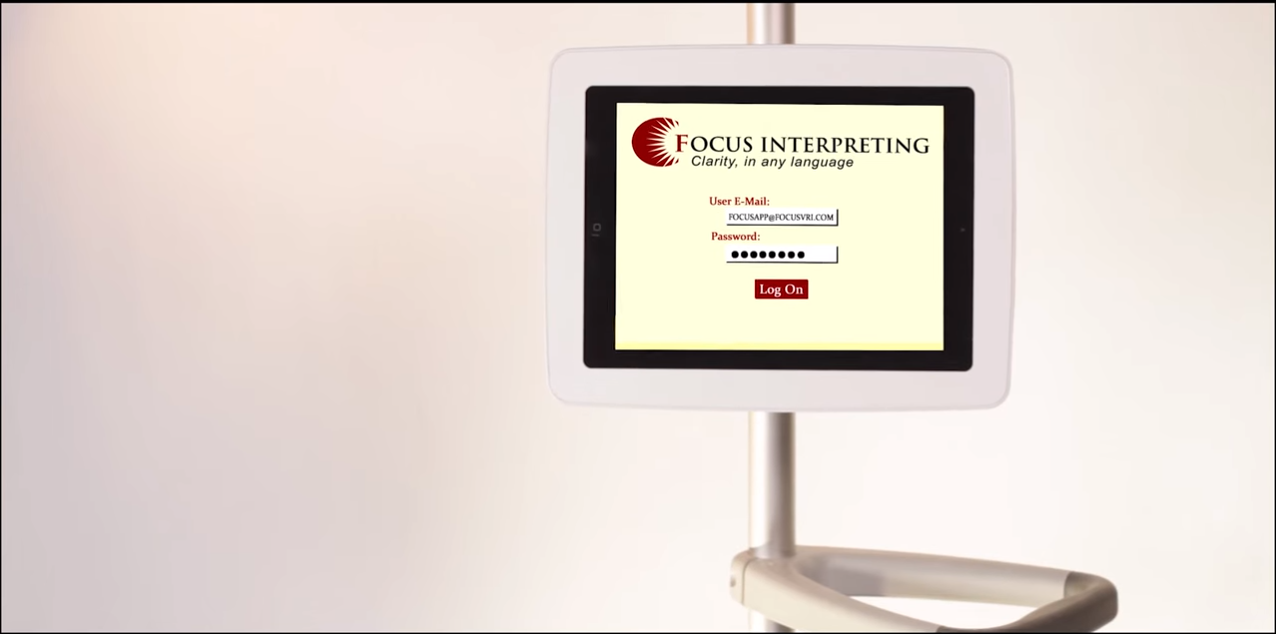 FOCUS INTERPRETING
Clarity, in any language
User E-Mail:
FOCUSAPP@FOCUSVRI.COM
Password:
●●●●●●●●
Log On